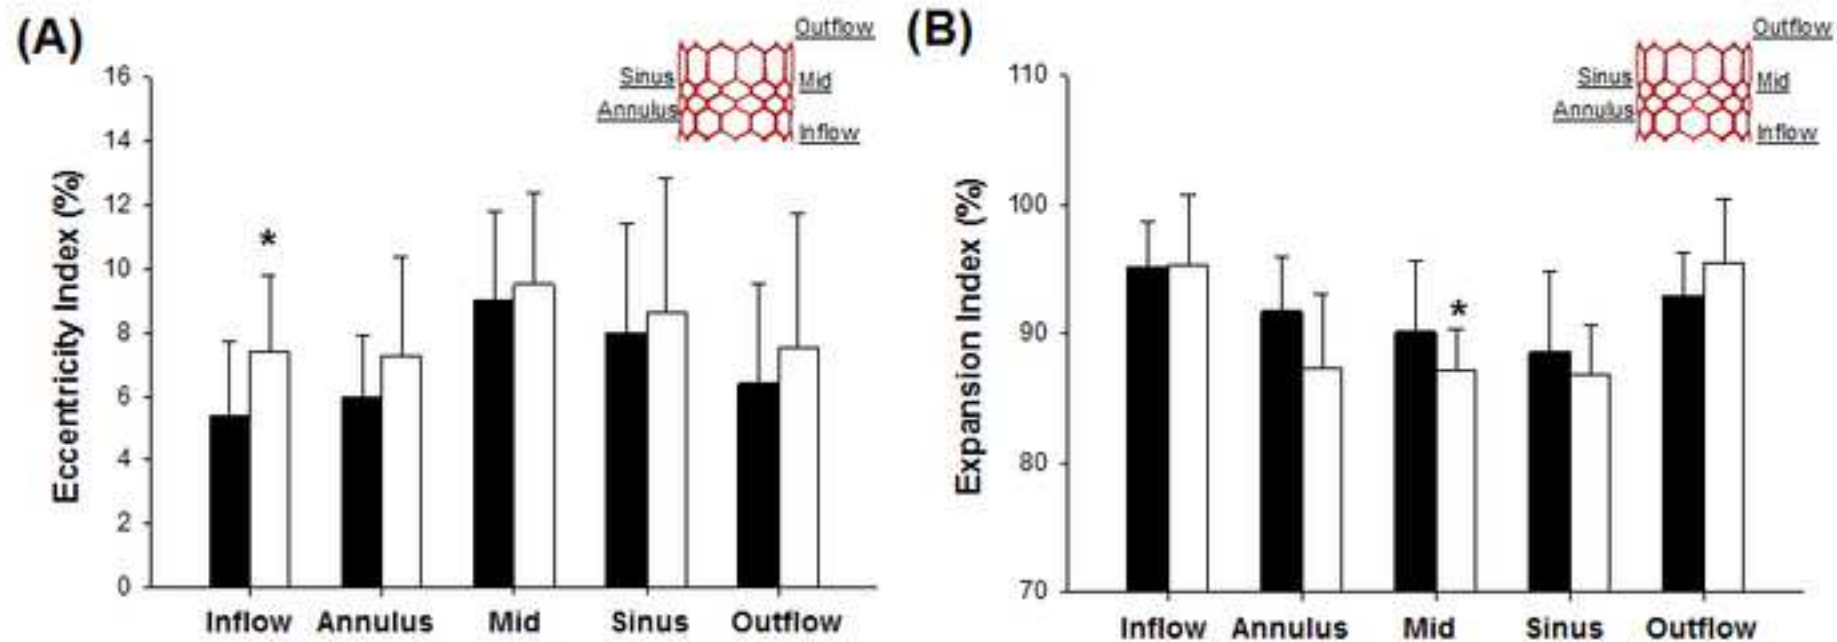 (A)
Outflow
Sinus
Mid
Annulus
Inflow
Eccentricity Index (%)
16
14
12
10
8
6
4
2
0
*
Inflow Annulus Mid Sinus Outflow
(B)
Outflow
Sinus
Mid
Annulus
Inflow
Expansion Index (%)
110
100
90
80
70
*
Inflow Annulus Mid Sinus Outflow